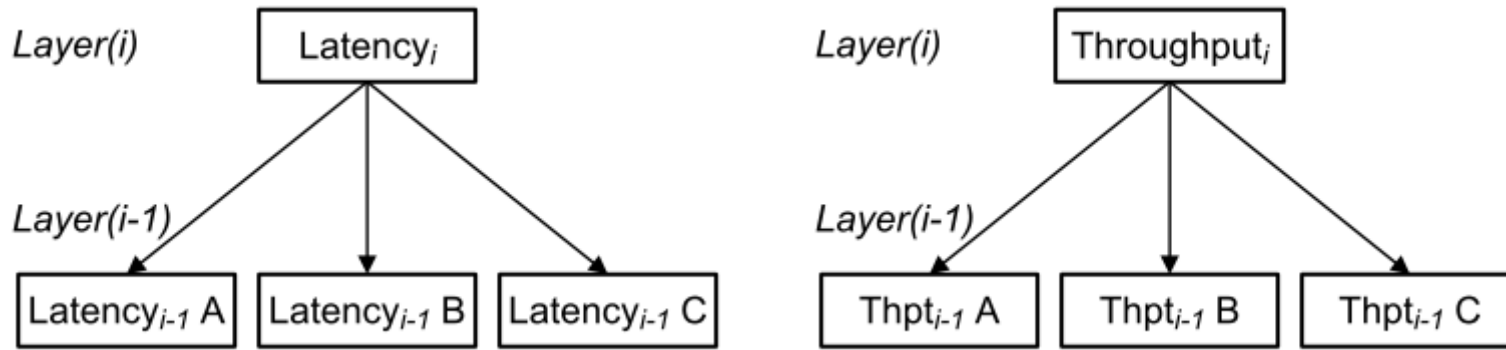 Layer(i)
Latencyi
Layer(i-1)
Latencyi-1 A
Latencyi-1 B
Latencyi-1 C
Layer(i)
Throughputi
Layer(i-1)
Thpti-1 A
Thpti-1 B
Thpti-1 C